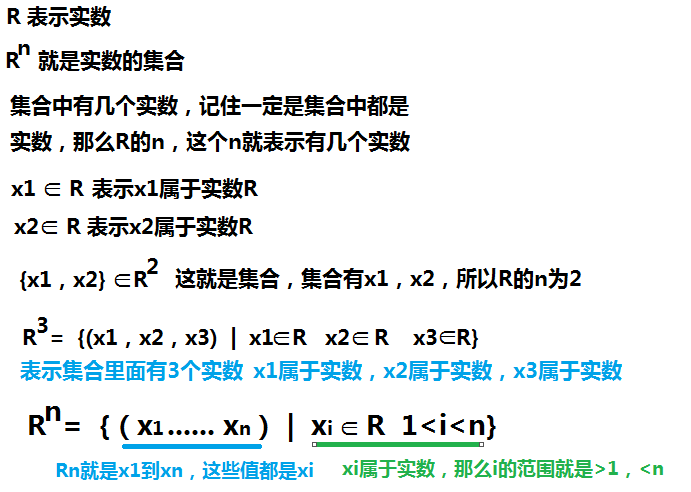 R 表示实数
Rⁿ 就是实数的集合
集合中有几个实数，记住一定是集合中都是
实数，那么R的n，这个n就表示有几个实数
x1 ∈ R 表示x1属于实数R
x2∈ R 表示x2属于实数R
{x1，x2} ∈R² 这就是集合，集合有x1，x2，所以R的n为2
R³= {(x1，x2，x3) | x1∈R x2∈R x3∈R}
表示集合里面有3个实数 x1属于实数，x2属于实数，x3属于实数
Rⁿ= {（x1...... xn）| xi ∈ R 1<i<n}
Rn就是x1到xn，这些值都是xi
xi属于实数，那么i的范围就是>1，<n